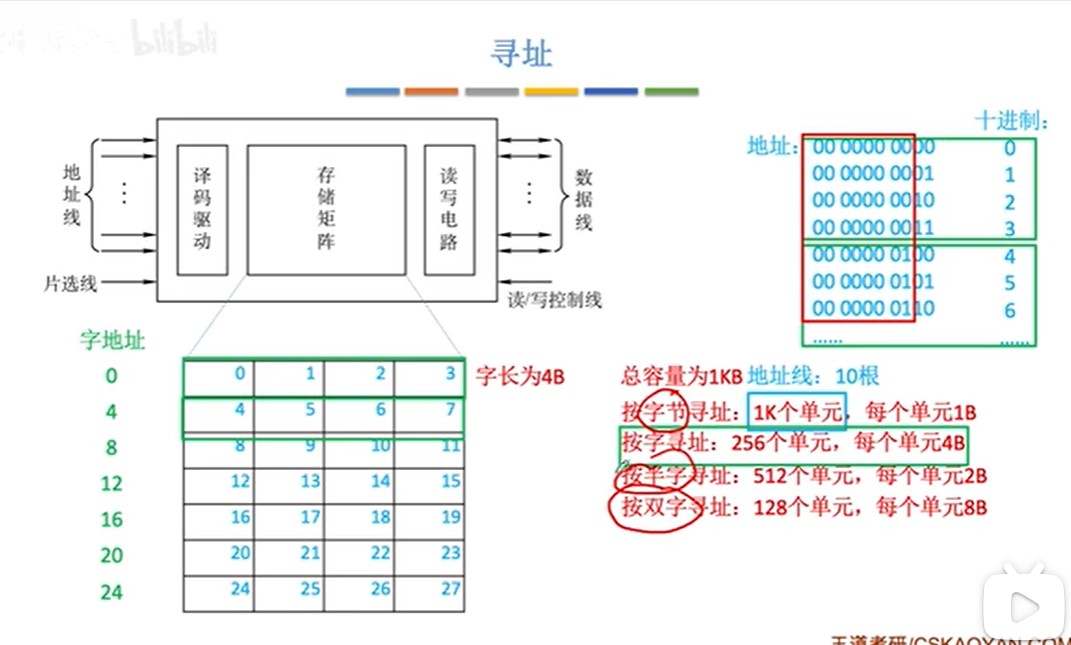 bilibili
寻址
地址线
译码驱动
存储矩阵
读写电路
数据线
片选线
读/写控制线
十进制：
地址：
00 0000 0000 0
00 0000 0001 1
00 0000 0010 2
00 0000 0011 3
00 0000 0100 4
00 0000 0101 5
00 0000 0110 6
...... ......
字地址
0 0 1 2 3 字长为4B
4 4 5 6 7
8 8 9 10 11
12 12 13 14 15
16 16 17 18 19
20 20 21 22 23
24 24 25 26 27
总容量为1KB 地址线：10根
按字节寻址：1K个单元，每个单元1B
按字寻址：256个单元，每个单元4B
按半字寻址：512个单元，每个单元2B
按双字寻址：128个单元，每个单元8B
王道考研/CSKAOYAN.COM